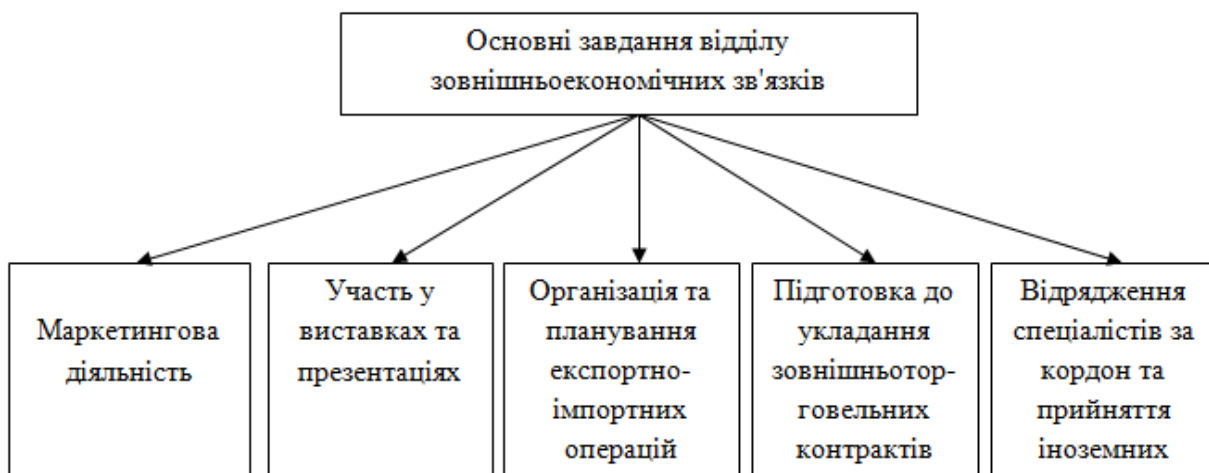 Основні завдання відділу
зовнішньоекономічних зв'язків
Маркетингова
діяльність
Участь у
виставках та
презентаціях
Організація та
планування
експортно-
імпортних
операцій
Підготовка до
укладання
зовнішньотор-
говельних
контрактів
Відрядження
спеціалістів за
кордон та
прийняття
іноземних